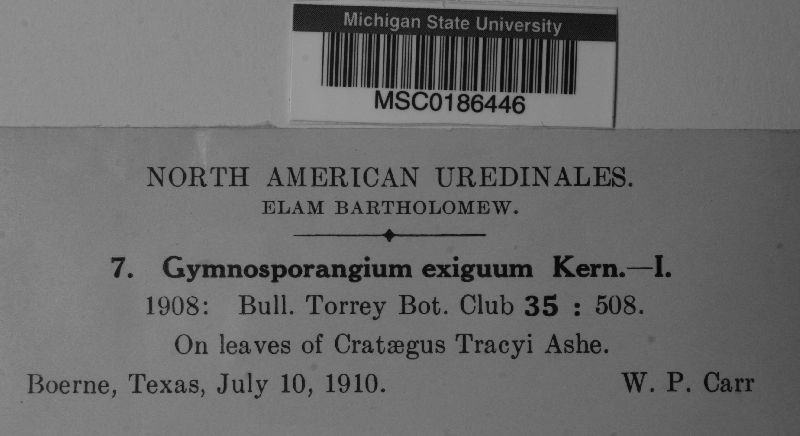 Michigan State University
MSC0186446
NORTH AMERICAN UREDINALES.
ELAM BARTHOLOMEW.
7. Gymnosporangium exiguum Kern.—I.
1908: Bull. Torrey Bot. Club 35 : 508.
On leaves of Cratægus Tracyi Ashe.
Boerne, Texas, July 10, 1910. W. P. Carr